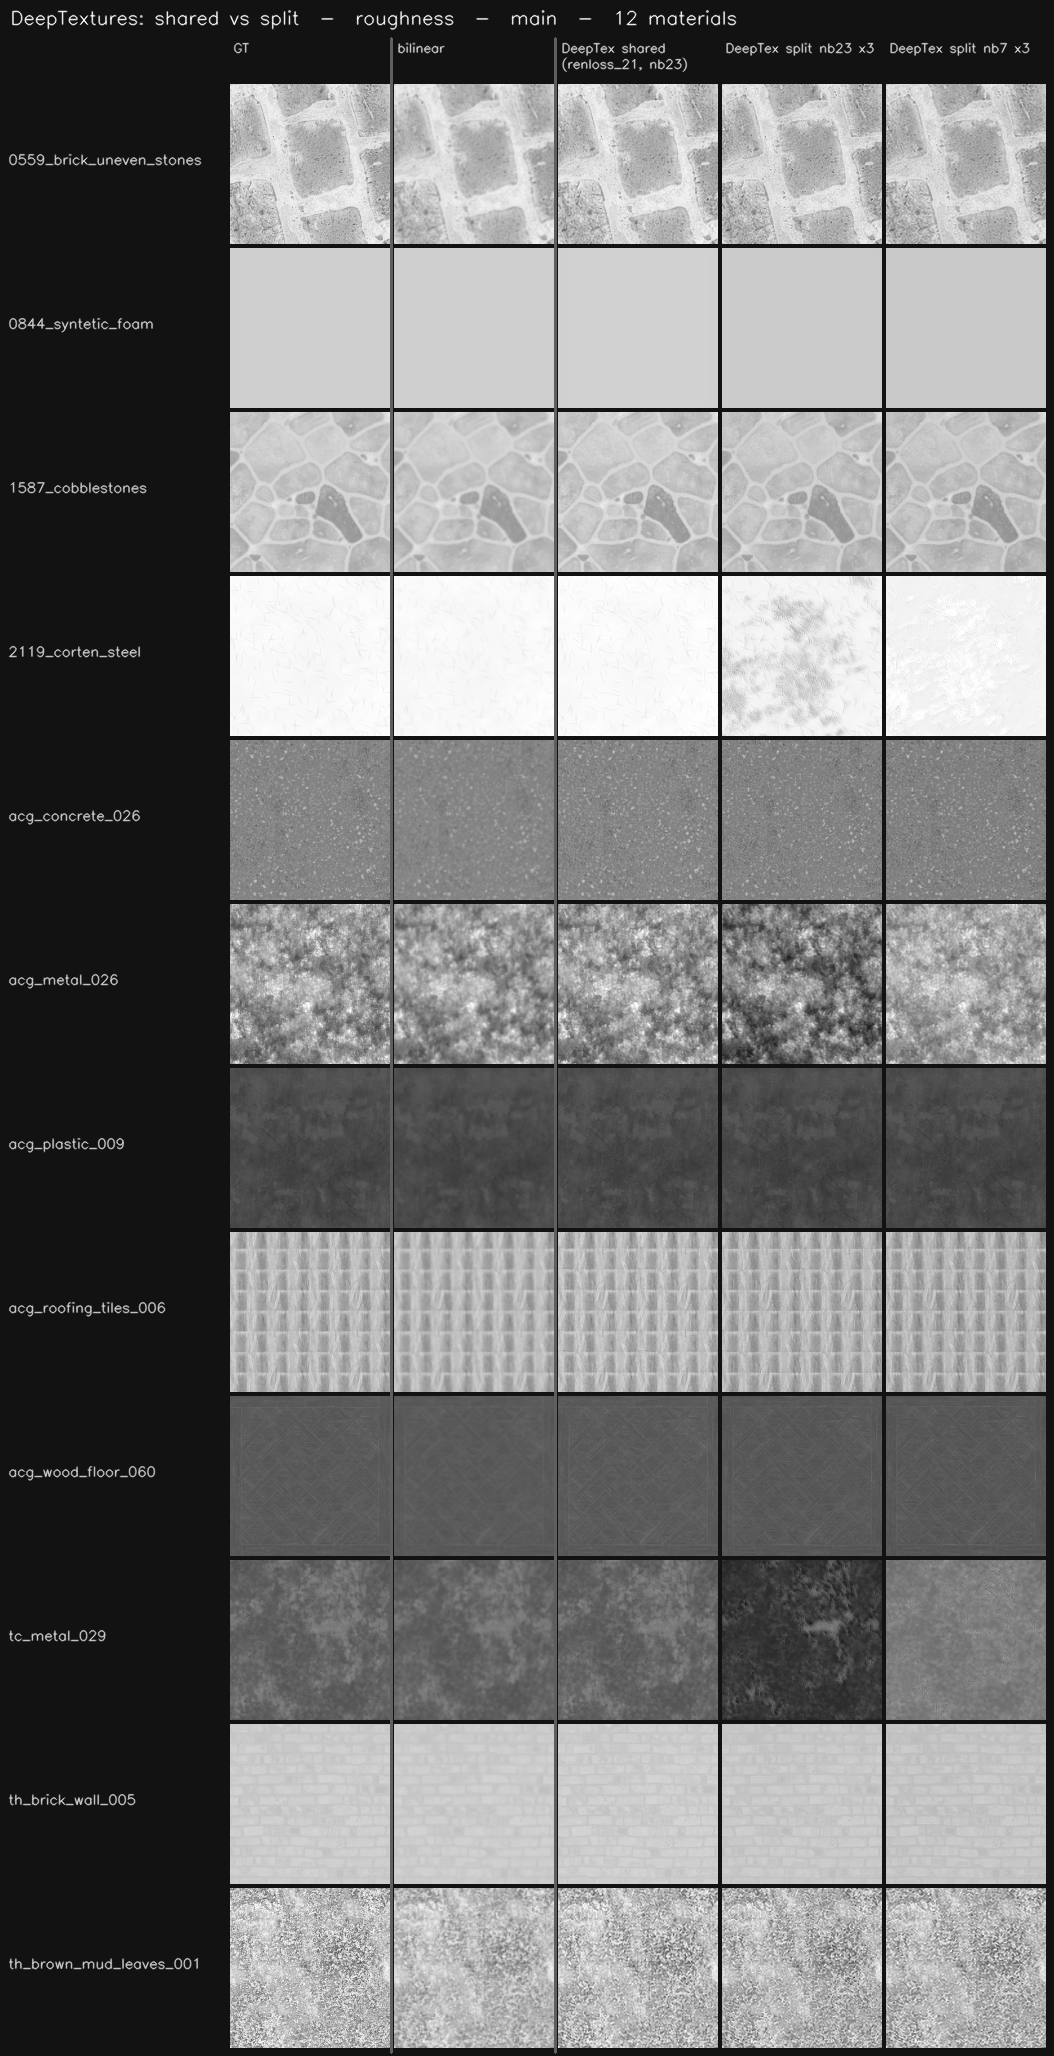 DeepTextures: shared vs split — roughness — main — 12 materials
GT
bilinear
DeepTex shared
(renloss_21, nb23)
DeepTex split nb23 x3
DeepTex split nb7 x3
0559_brick_uneven_stones
0844_syntetic_foam
1587_cobblestones
2119_corten_steel
acg_concrete_026
acg_metal_026
acg_plastic_009
acg_roofing_tiles_006
acg_wood_floor_060
tc_metal_029
th_brick_wall_005
th_brown_mud_leaves_001